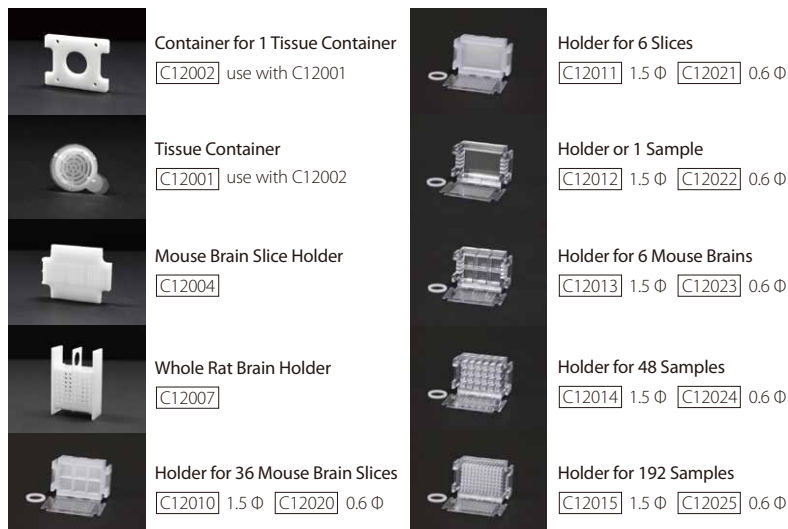 Container for 1 Tissue Container
C12002 use with C12001
Tissue Container
C12001 use with C12002
Mouse Brain Slice Holder
C12004
Whole Rat Brain Holder
C12007
Holder for 36 Mouse Brain Slices
C12010 1.5 Φ C12020 0.6 Φ
Holder for 6 Slices
C12011 1.5 Φ C12021 0.6 Φ
Holder or 1 Sample
C12012 1.5 Φ C12022 0.6 Φ
Holder for 6 Mouse Brains
C12013 1.5 Φ C12023 0.6 Φ
Holder for 48 Samples
C12014 1.5 Φ C12024 0.6 Φ
Holder for 192 Samples
C12015 1.5 Φ C12025 0.6 Φ